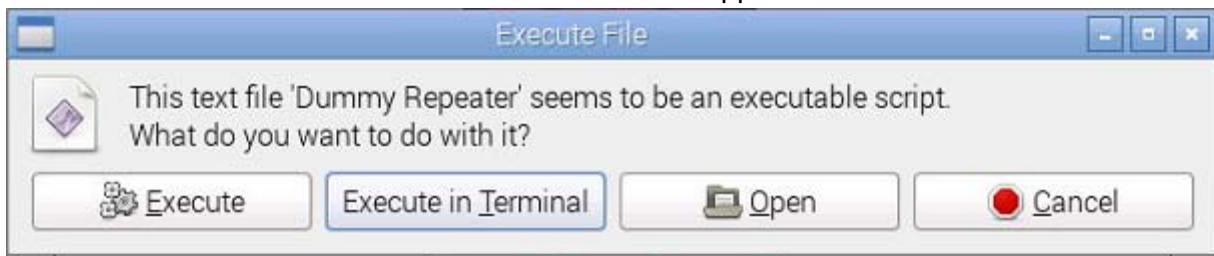 Execute File
This text file 'Dummy Repeater' seems to be an executable script.
What do you want to do with it?
Execute
Execute in Terminal
Open
Cancel